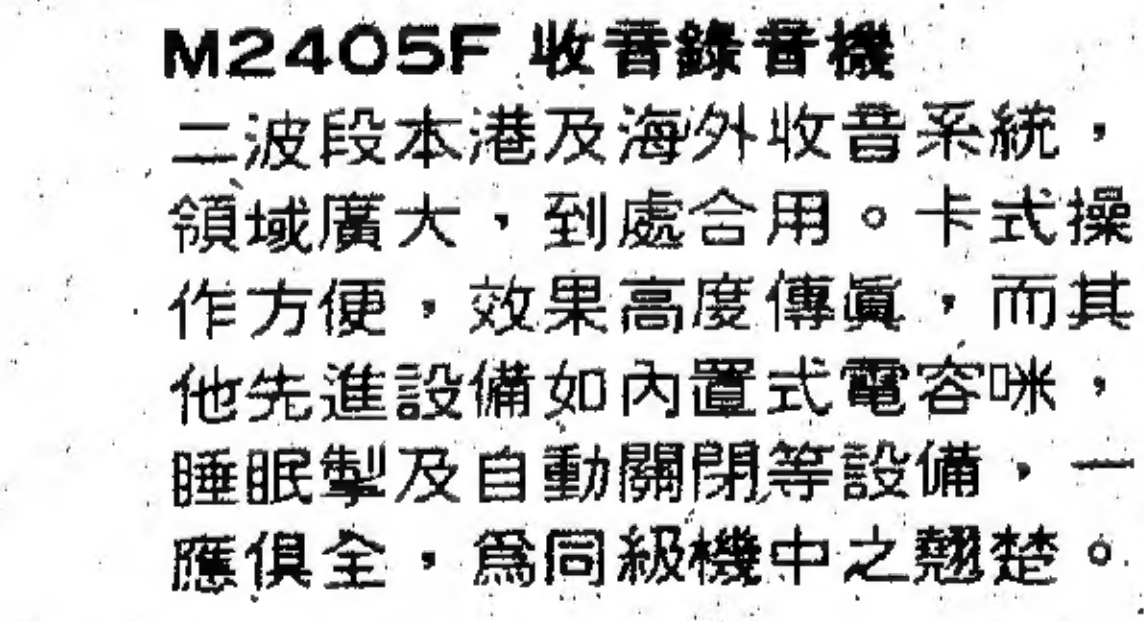 M2405F 收音錄音機
二波段本港及海外收音系統，
領域廣大，到處合用。卡式操
作方便，效果高度傳眞，而其
他先進設備如內置式電容咪，
睡眠掣及自動關閉等設備，一
應俱全，爲同級機中之翹楚。